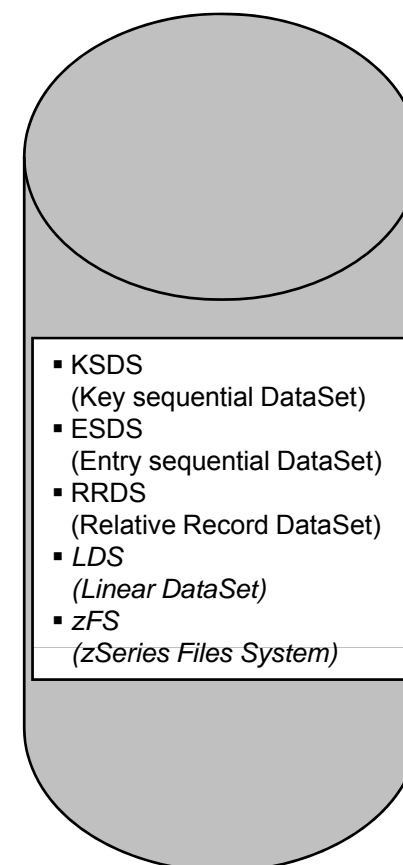 ▪ KSDS
(Key sequential DataSet)
▪ ESDS
(Entry sequential DataSet)
▪ RRDS
(Relative Record DataSet)
▪ LDS
(Linear DataSet)
▪ zFS
(zSeries Files System)